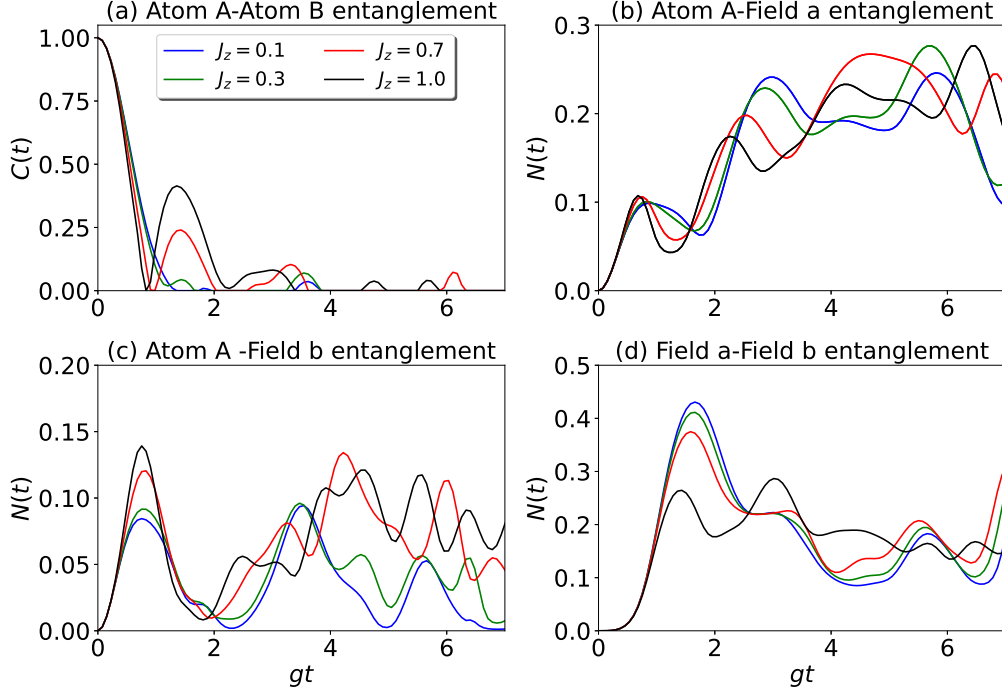 (a) Atom A-Atom B entanglement
1.00
0.75
0.50
0.25
0.00
C(t)
J_z = 0.1
J_z = 0.3
J_z = 0.7
J_z = 1.0
0 2 4 6
(b) Atom A-Field a entanglement
0.3
0.2
0.1
0.0
N(t)
0 2 4 6
(c) Atom A -Field b entanglement
0.20
0.15
0.10
0.05
0.00
N(t)
0 2 4 6
gt
(d) Field a-Field b entanglement
0.5
0.4
0.3
0.2
0.1
0.0
N(t)
0 2 4 6
gt